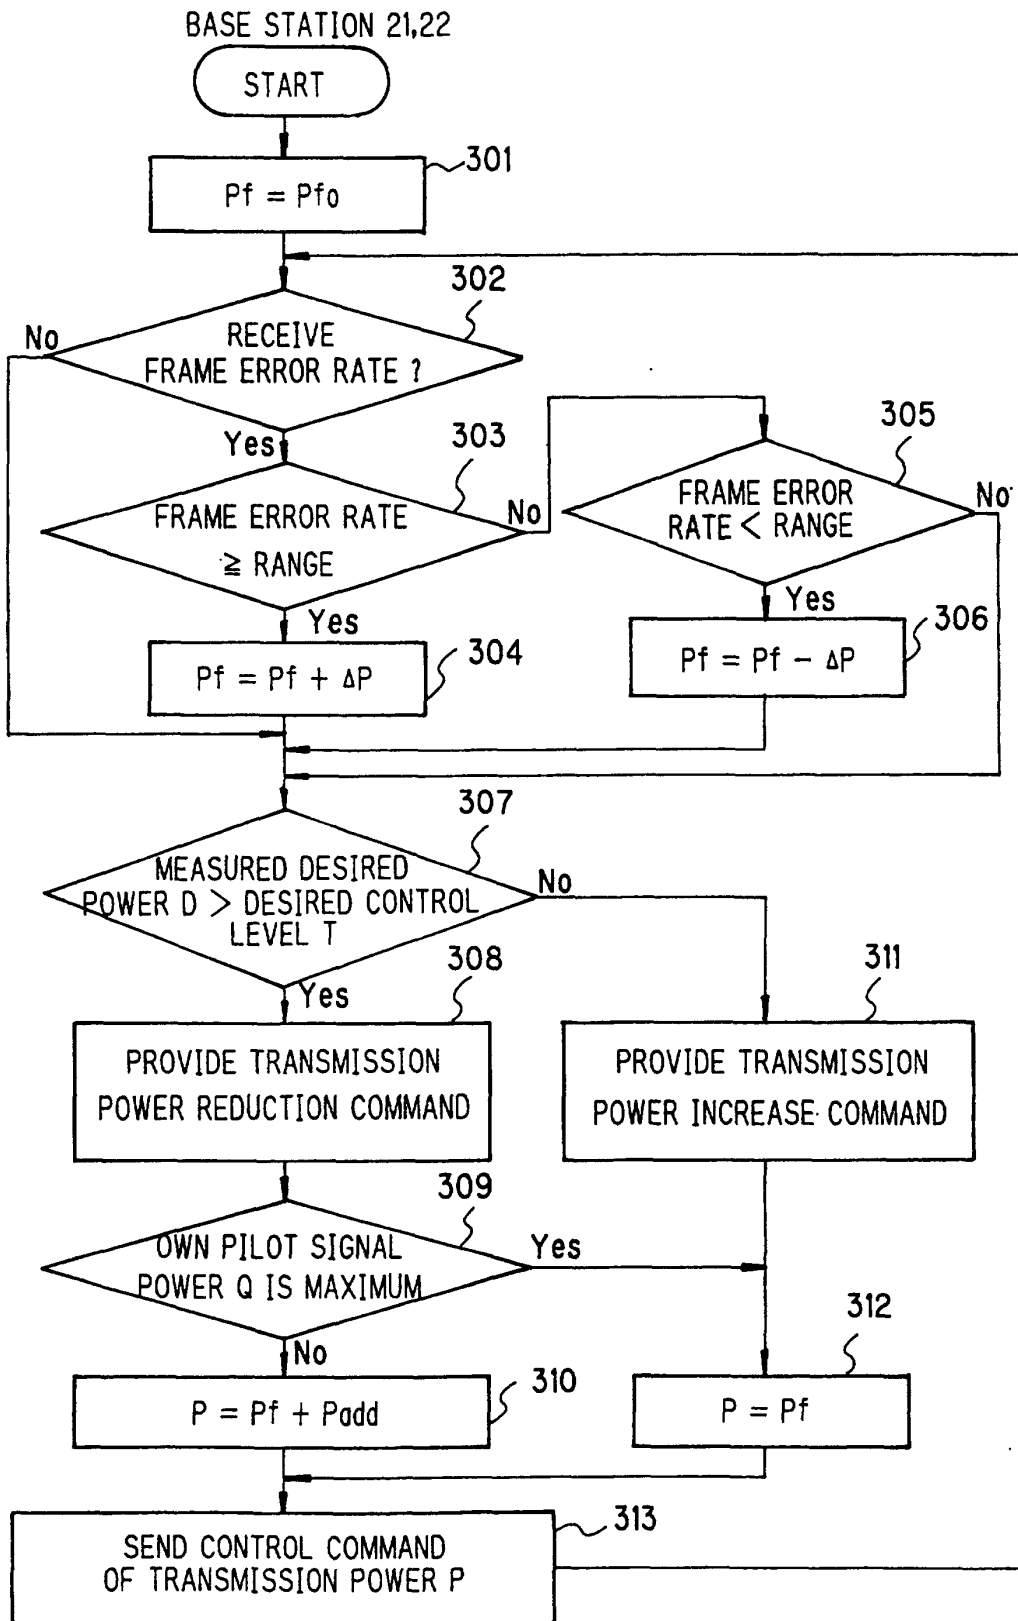 BASE STATION 21,22
START
301
Pf = Pfo
302
No
RECEIVE
FRAME ERROR RATE ?
Yes
303
305
FRAME ERROR RATE
≧ RANGE
No
FRAME ERROR
RATE < RANGE
No
Yes
304
Pf = Pf + ΔP
Yes
306
Pf = Pf − ΔP
307
MEASURED DESIRED
POWER D > DESIRED CONTROL
LEVEL T
No
Yes
308
311
PROVIDE TRANSMISSION
POWER REDUCTION COMMAND
PROVIDE TRANSMISSION
POWER INCREASE COMMAND
309
OWN PILOT SIGNAL
POWER Q IS MAXIMUM
Yes
No
312
P = Pf + Padd
310
P = Pf
313
SEND CONTROL COMMAND
OF TRANSMISSION POWER P